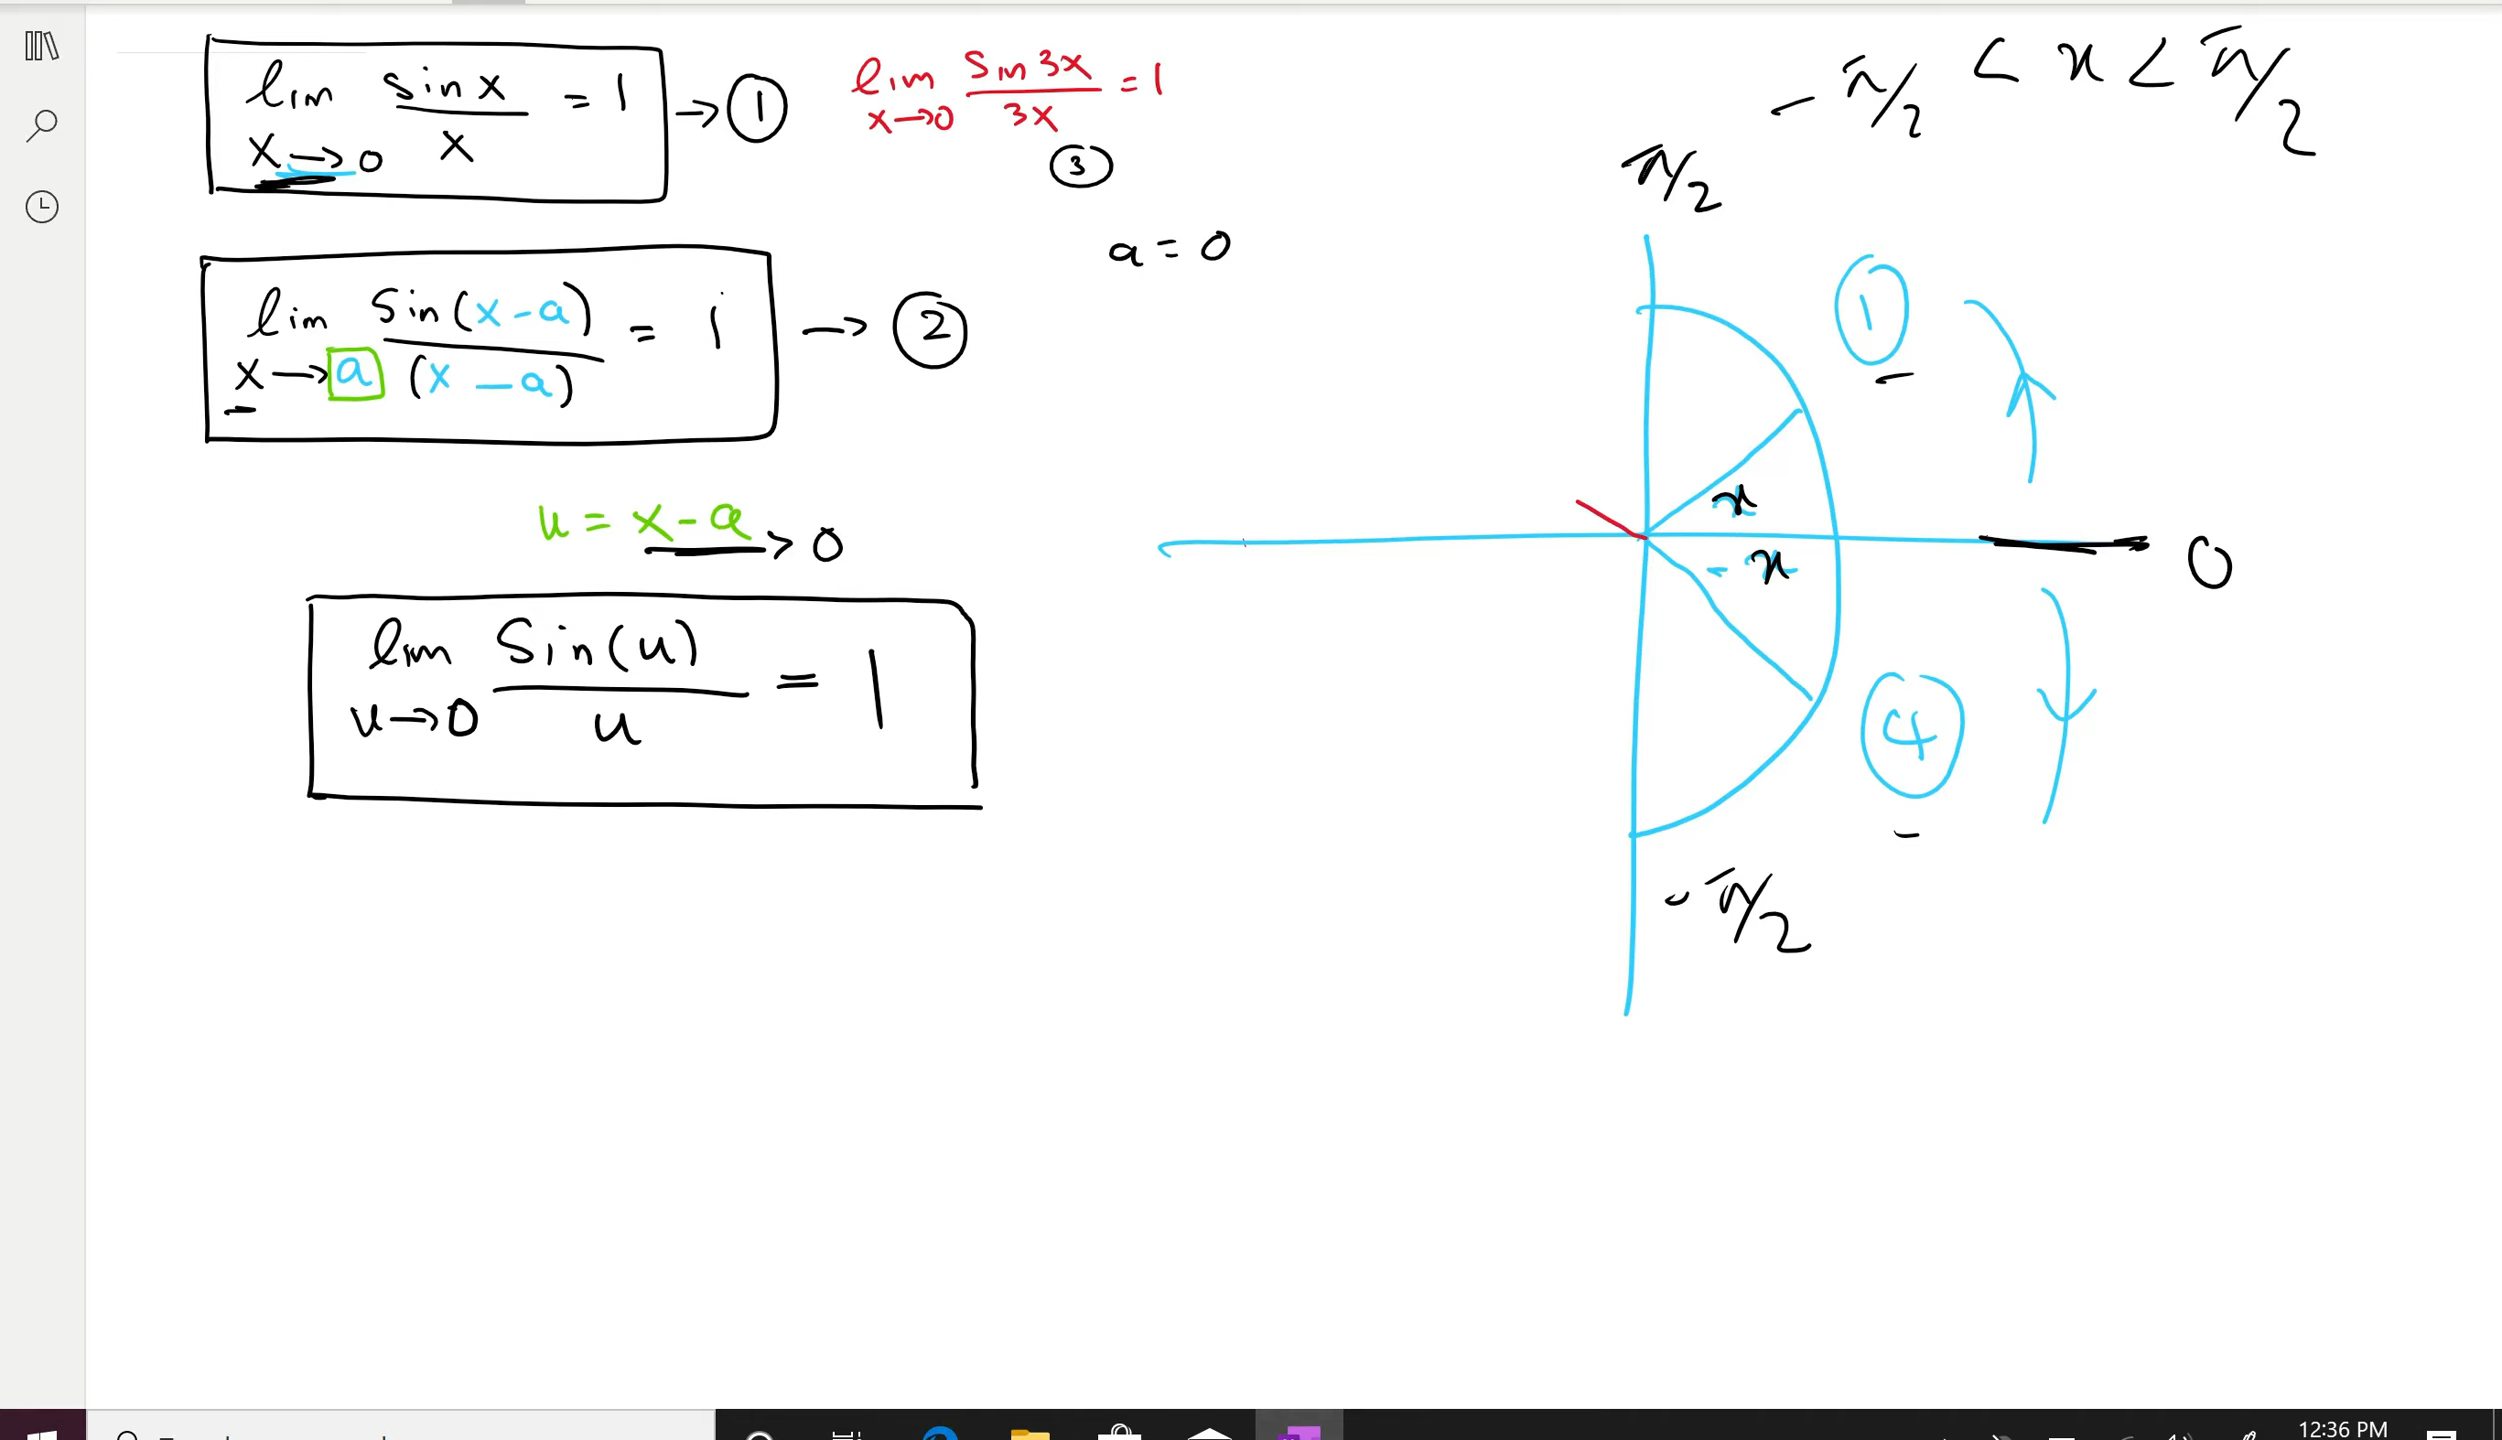 lim sin x / x = 1 → ①
x → 0
lim sin 3x / 3x = 1
x → 0
③
- π/2 < x < π/2
π/2
a = 0
lim sin(x - a) / (x - a) = 1 → ②
x → a
①
u = x - a → 0
x
- x
0
lim sin(u) / u = 1
u → 0
④
- π/2
12:36 PM